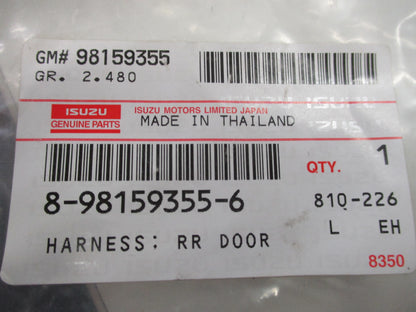 GM# 98159355
GR. 2.480
ISUZU
GENUINE PARTS
ISUZU MOTORS LIMITED JAPAN
MADE IN THAILAND
QTY. 1
8-98159355-6 810-226
HARNESS: RR DOOR L EH
8350